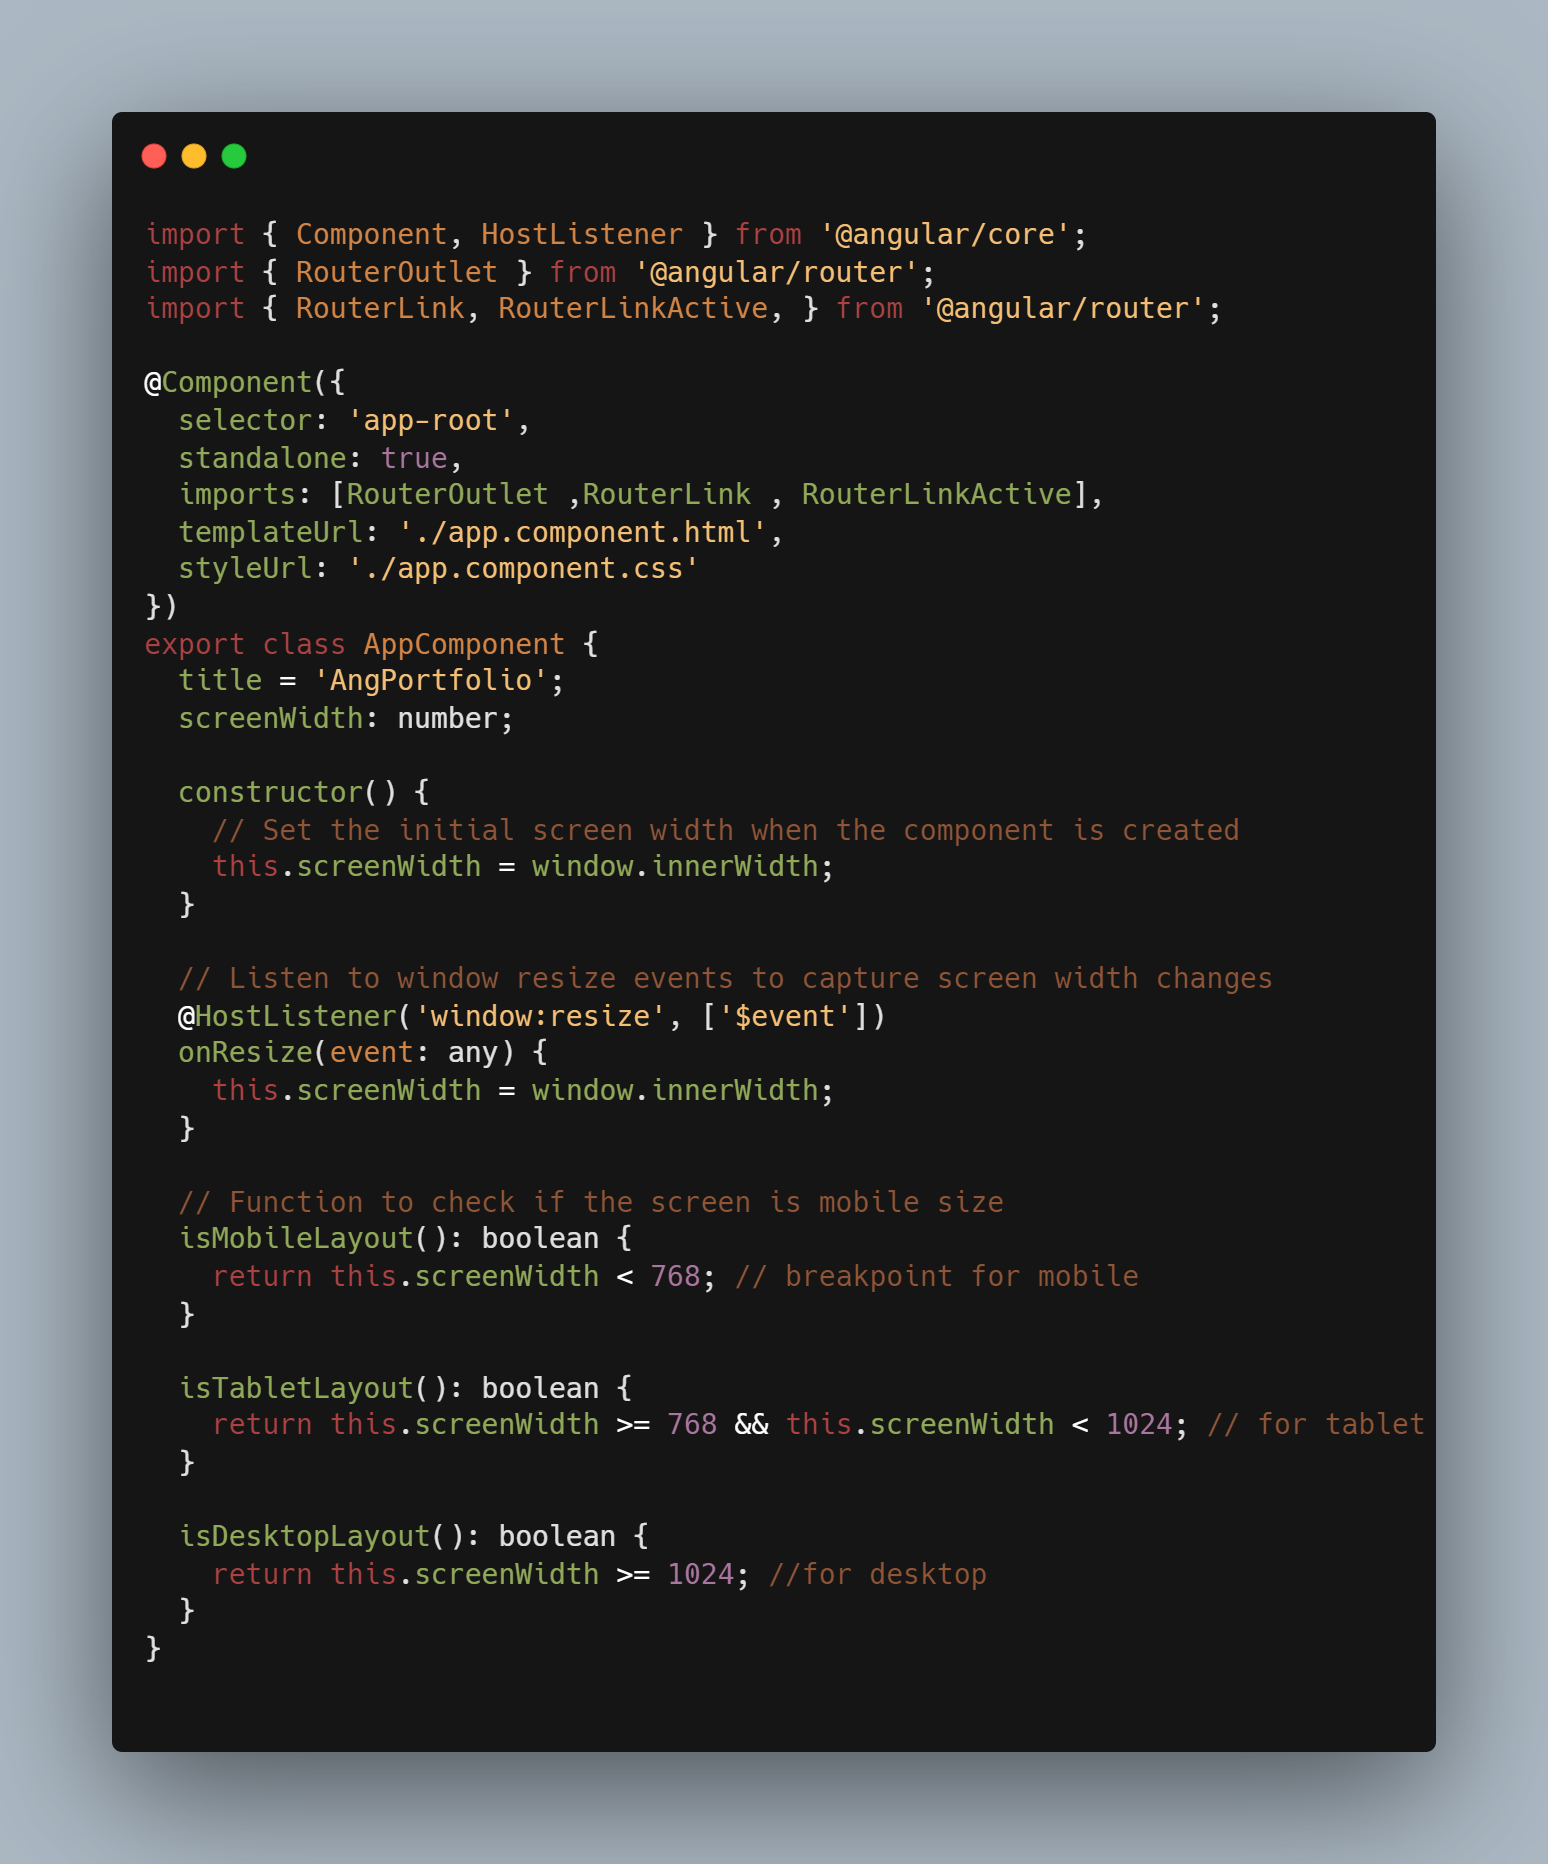 import { Component, HostListener } from '@angular/core';
import { RouterOutlet } from '@angular/router';
import { RouterLink, RouterLinkActive, } from '@angular/router';

@Component({
  selector: 'app-root',
  standalone: true,
  imports: [RouterOutlet ,RouterLink , RouterLinkActive],
  templateUrl: './app.component.html',
  styleUrl: './app.component.css'
})
export class AppComponent {
  title = 'AngPortfolio';
  screenWidth: number;

  constructor() {
    // Set the initial screen width when the component is created
    this.screenWidth = window.innerWidth;
  }

  // Listen to window resize events to capture screen width changes
  @HostListener('window:resize', ['$event'])
  onResize(event: any) {
    this.screenWidth = window.innerWidth;
  }

  // Function to check if the screen is mobile size
  isMobileLayout(): boolean {
    return this.screenWidth < 768; // breakpoint for mobile
  }

  isTabletLayout(): boolean {
    return this.screenWidth >= 768 && this.screenWidth < 1024; // for tablet
  }

  isDesktopLayout(): boolean {
    return this.screenWidth >= 1024; //for desktop
  }
}